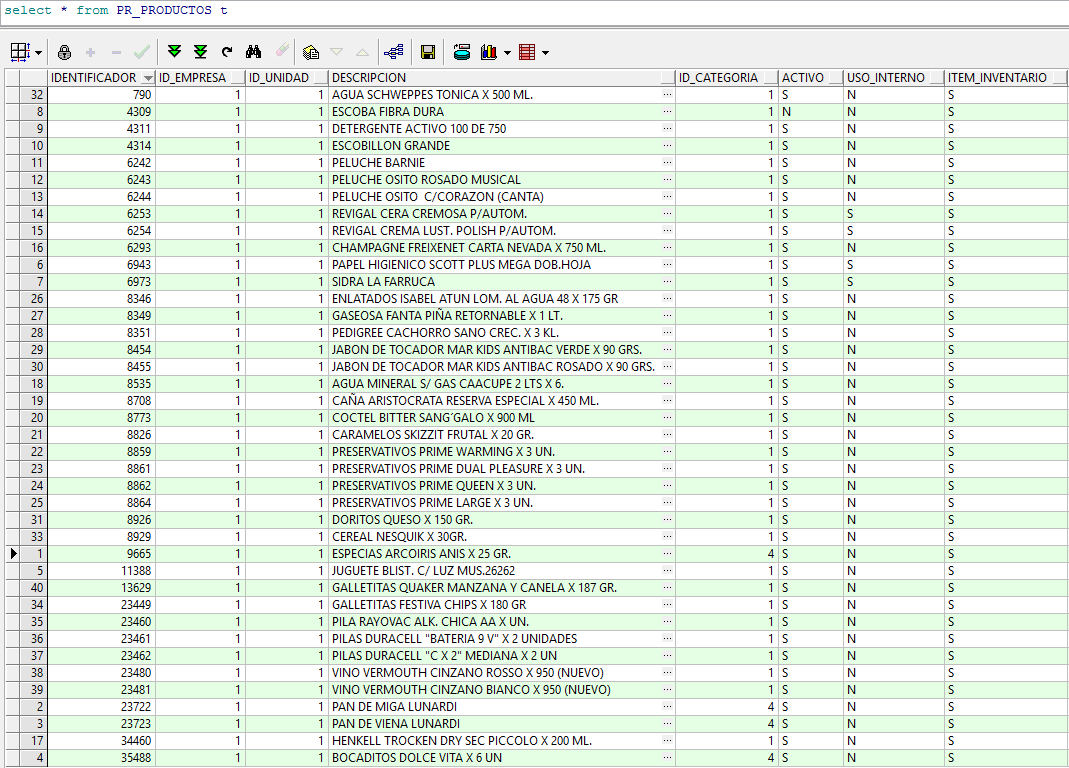 select * from PR_PRODUCTOS t
IDENTIFICADOR ID_EMPRESA ID_UNIDAD DESCRIPCION ID_CATEGORIA ACTIVO USO_INTERNO ITEM_INVENTARIO
32 790 1 1 AGUA SCHWEPPES TONICA X 500 ML. ... 1 S N S
8 4309 1 1 ESCOBA FIBRA DURA ... 1 N N S
9 4311 1 1 DETERGENTE ACTIVO 100 DE 750 ... 1 S N S
10 4314 1 1 ESCOBILLON GRANDE ... 1 S N S
11 6242 1 1 PELUCHE BARNIE ... 1 S N S
12 6243 1 1 PELUCHE OSITO ROSADO MUSICAL ... 1 S N S
13 6244 1 1 PELUCHE OSITO  C/CORAZON (CANTA) ... 1 S N S
14 6253 1 1 REVIGAL CERA CREMOSA P/AUTOM. ... 1 S S S
15 6254 1 1 REVIGAL CREMA LUST. POLISH P/AUTOM. ... 1 S S S
16 6293 1 1 CHAMPAGNE FREIXENET CARTA NEVADA X 750 ML. ... 1 S N S
6 6943 1 1 PAPEL HIGIENICO SCOTT PLUS MEGA DOB.HOJA ... 1 S S S
7 6973 1 1 SIDRA LA FARRUCA ... 1 S S S
26 8346 1 1 ENLATADOS ISABEL ATUN LOM. AL AGUA 48 X 175 GR ... 1 S N S
27 8349 1 1 GASEOSA FANTA PIÑA RETORNABLE X 1 LT. ... 1 S N S
28 8351 1 1 PEDIGREE CACHORRO SANO CREC. X 3 KL. ... 1 S N S
29 8454 1 1 JABON DE TOCADOR MAR KIDS ANTIBAC VERDE X 90 GRS. ... 1 S N S
30 8455 1 1 JABON DE TOCADOR MAR KIDS ANTIBAC ROSADO X 90 GRS. ... 1 S N S
18 8535 1 1 AGUA MINERAL S/ GAS CAACUPE 2 LTS X 6. ... 1 S N S
19 8708 1 1 CAÑA ARISTOCRATA RESERVA ESPECIAL X 450 ML. ... 1 S N S
20 8773 1 1 COCTEL BITTER SANG´GALO X 900 ML ... 1 S N S
21 8826 1 1 CARAMELOS SKIZZIT FRUTAL X 20 GR. ... 1 S N S
22 8859 1 1 PRESERVATIVOS PRIME WARMING X 3 UN. ... 1 S N S
23 8861 1 1 PRESERVATIVOS PRIME DUAL PLEASURE X 3 UN. ... 1 S N S
24 8862 1 1 PRESERVATIVOS PRIME QUEEN X 3 UN. ... 1 S N S
25 8864 1 1 PRESERVATIVOS PRIME LARGE X 3 UN. ... 1 S N S
31 8926 1 1 DORITOS QUESO X 150 GR. ... 1 S N S
33 8929 1 1 CEREAL NESQUIK X 30GR. ... 1 S N S
1 9665 1 1 ESPECIAS ARCOIRIS ANIS X 25 GR. ... 4 S N S
5 11388 1 1 JUGUETE BLIST. C/ LUZ MUS.26262 ... 1 S N S
40 13629 1 1 GALLETITAS QUAKER MANZANA Y CANELA X 187 GR. ... 1 S N S
34 23449 1 1 GALLETITAS FESTIVA CHIPS X 180 GR ... 1 S N S
35 23460 1 1 PILA RAYOVAC ALK. CHICA AA X UN. ... 1 S N S
36 23461 1 1 PILAS DURACELL "BATERIA 9 V" X 2 UNIDADES ... 1 S N S
37 23462 1 1 PILAS DURACELL "C X 2" MEDIANA X 2 UN ... 1 S N S
38 23480 1 1 VINO VERMOUTH CINZANO ROSSO X 950 (NUEVO) ... 1 S N S
39 23481 1 1 VINO VERMOUTH CINZANO BIANCO X 950 (NUEVO) ... 1 S N S
2 23722 1 1 PAN DE MIGA LUNARDI ... 4 S N S
3 23723 1 1 PAN DE VIENA LUNARDI ... 4 S N S
17 34460 1 1 HENKELL TROCKEN DRY SEC PICCOLO X 200 ML. ... 1 S N S
4 35488 1 1 BOCADITOS DOLCE VITA X 6 UN ... 4 S N S